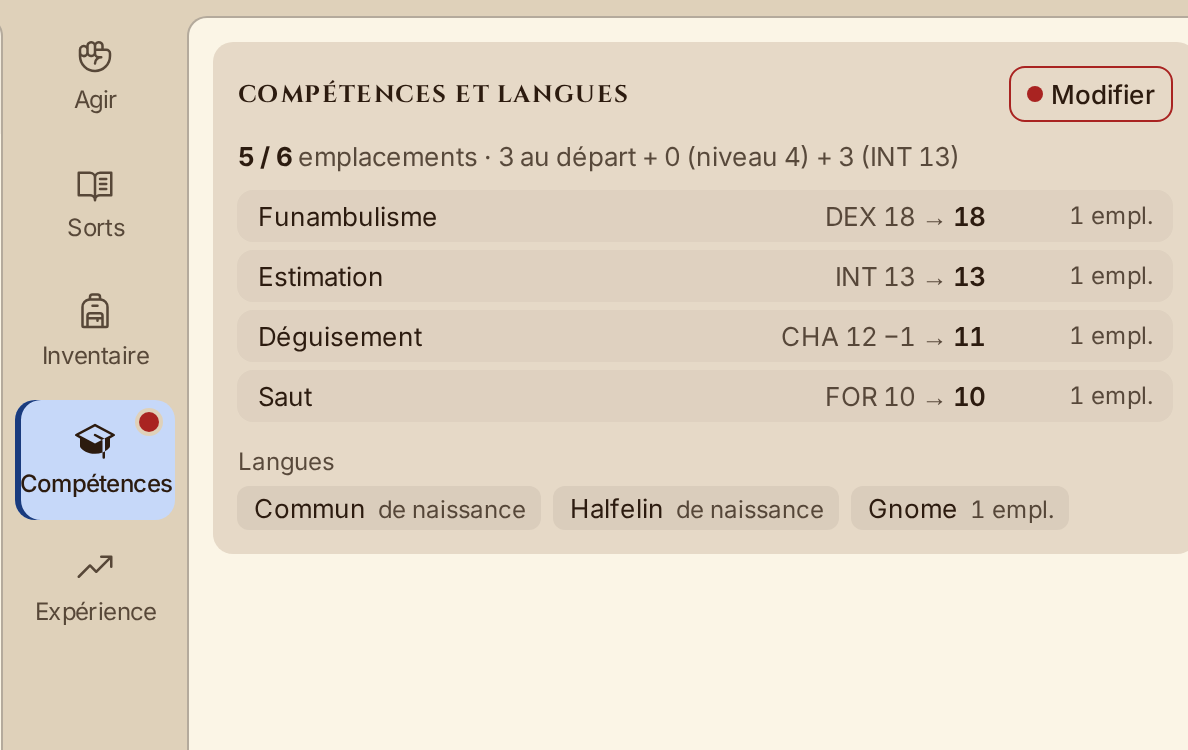 Agir
Sorts
Inventaire
Compétences
Expérience
COMPÉTENCES ET LANGUES
Modifier
5 / 6 emplacements · 3 au départ + 0 (niveau 4) + 3 (INT 13)
Funambulisme DEX 18 → 18 1 empl.
Estimation INT 13 → 13 1 empl.
Déguisement CHA 12 −1 → 11 1 empl.
Saut FOR 10 → 10 1 empl.
Langues
Commun de naissance Halfelin de naissance Gnome 1 empl.